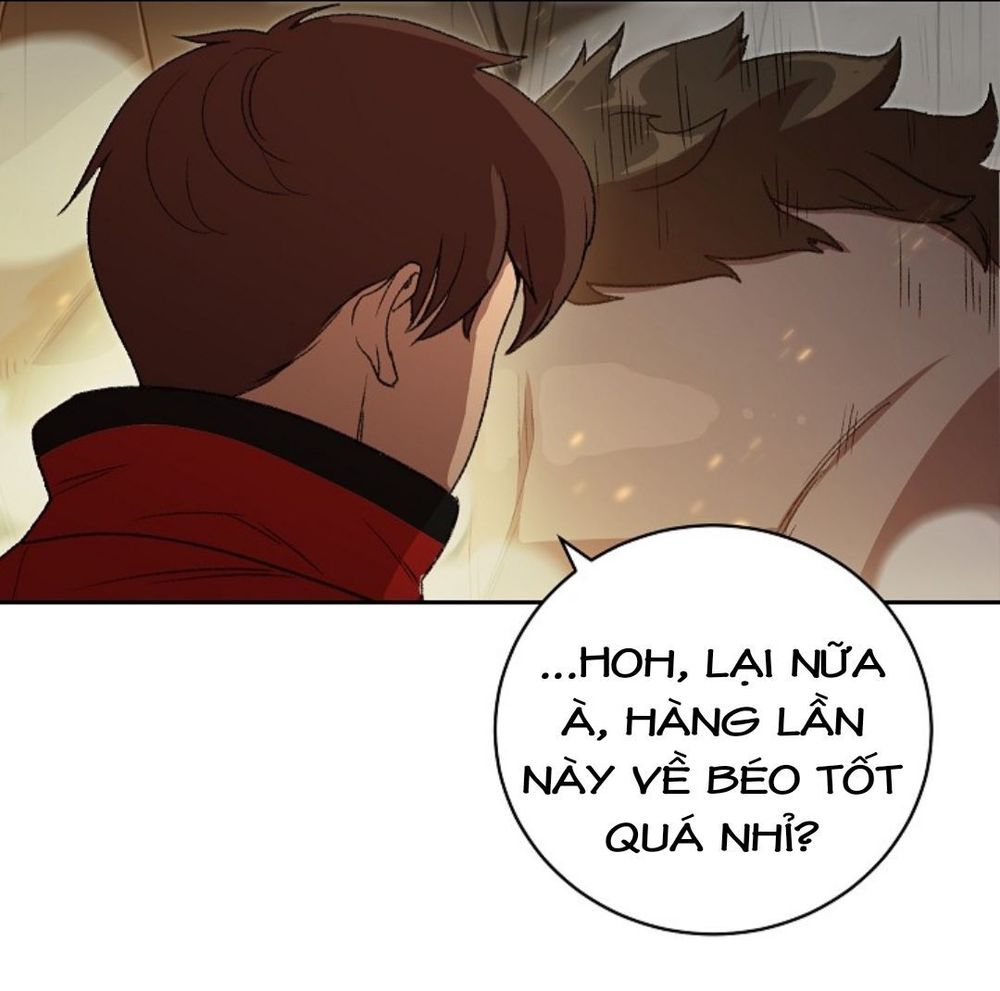 ...HOH, LẠI NỮA
À, HÀNG LẦN
NÀY VỀ BÉO TỐT
QUÁ NHỈ?